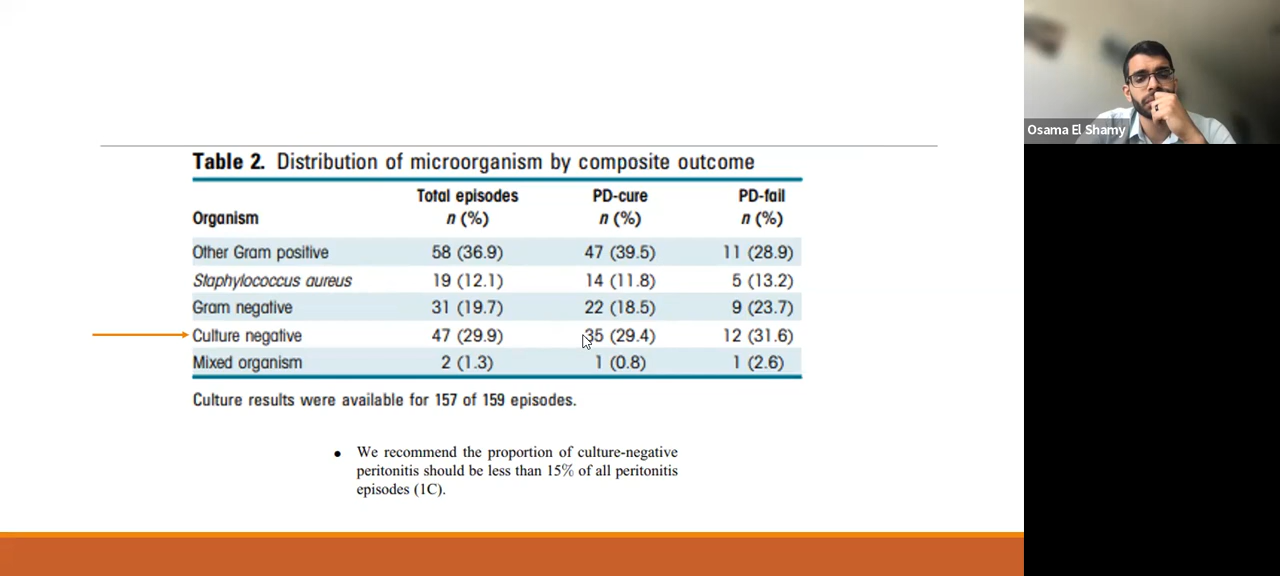 Osama El Shamy
Table 2. Distribution of microorganism by composite outcome
Total episodes PD-cure PD-fail
Organism n (%) n (%) n (%)
Other Gram positive 58 (36.9) 47 (39.5) 11 (28.9)
Staphylococcus aureus 19 (12.1) 14 (11.8) 5 (13.2)
Gram negative 31 (19.7) 22 (18.5) 9 (23.7)
Culture negative 47 (29.9) 35 (29.4) 12 (31.6)
Mixed organism 2 (1.3) 1 (0.8) 1 (2.6)
Culture results were available for 157 of 159 episodes.
• We recommend the proportion of culture-negative
peritonitis should be less than 15% of all peritonitis
episodes (1C).